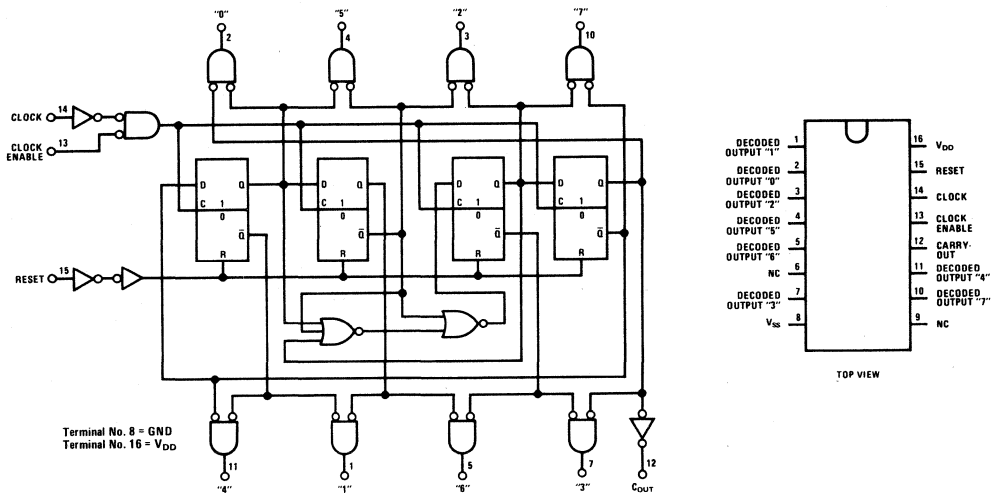 "0"
"5"
"2"
"7"
2
4
3
10
CLOCK 14
13
CLOCK
ENABLE
D Q
C 1
0
Q̅
R
D Q
C 1
0
Q̅
R
D Q
C 1
0
Q̅
R
D Q
C 1
0
Q̅
R
RESET 15
Terminal No. 8 = GND
Terminal No. 16 = VDD
11
1
5
7
12
"4"
"1"
"6"
"3"
COUT
DECODED
OUTPUT "1"
1
DECODED
OUTPUT "0"
2
DECODED
OUTPUT "2"
3
DECODED
OUTPUT "5"
4
DECODED
OUTPUT "6"
5
NC
6
DECODED
OUTPUT "3"
7
VSS
8
16
VDD
15
RESET
14
CLOCK
13
CLOCK
ENABLE
12
CARRY-
OUT
11
DECODED
OUTPUT "4"
10
DECODED
OUTPUT "7"
9
NC
TOP VIEW